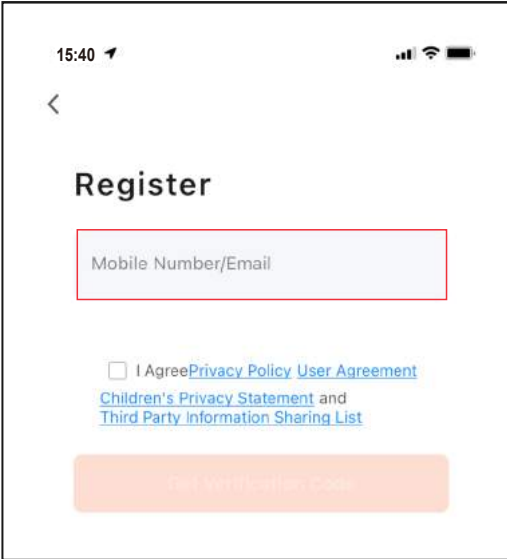 15:40
Register
Mobile Number/Email
I AgreePrivacy Policy User Agreement
Children's Privacy Statement and
Third Party Information Sharing List
Get Verification Code